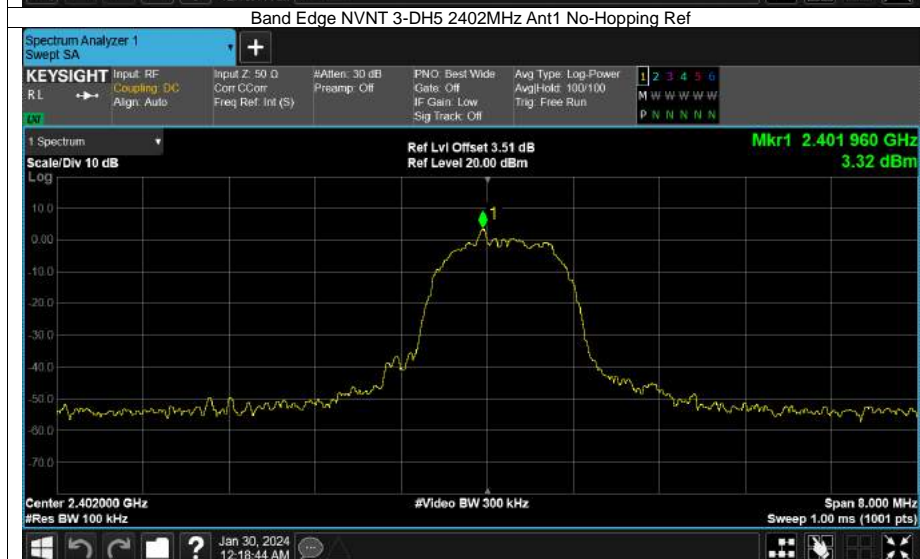 Band Edge NVNT 3-DH5 2402MHz Ant1 No-Hopping Ref
Spectrum Analyzer 1
Swept SA
KEYSIGHT
RL
LXI
Input: RF
Coupling: DC
Align: Auto
Input Z: 50 Ω
Corr CCorr
Freq Ref: Int (S)
#Atten: 30 dB
Preamp: Off
PNO: Best Wide
Gate: Off
IF Gain: Low
Sig Track: Off
Avg Type: Log-Power
Avg|Hold: 100/100
Trig: Free Run
1 2 3 4 5 6
M W W W W W
P N N N N N
1 Spectrum
Scale/Div 10 dB
Log
Ref Lvl Offset 3.51 dB
Ref Level 20.00 dBm
Mkr1 2.401 960 GHz
3.32 dBm
1
10.0
0.00
-10.0
-20.0
-30.0
-40.0
-50.0
-60.0
-70.0
Center 2.402000 GHz
#Res BW 100 kHz
#Video BW 300 kHz
Span 8.000 MHz
Sweep 1.00 ms (1001 pts)
?
Jan 30, 2024
12:18:44 AM